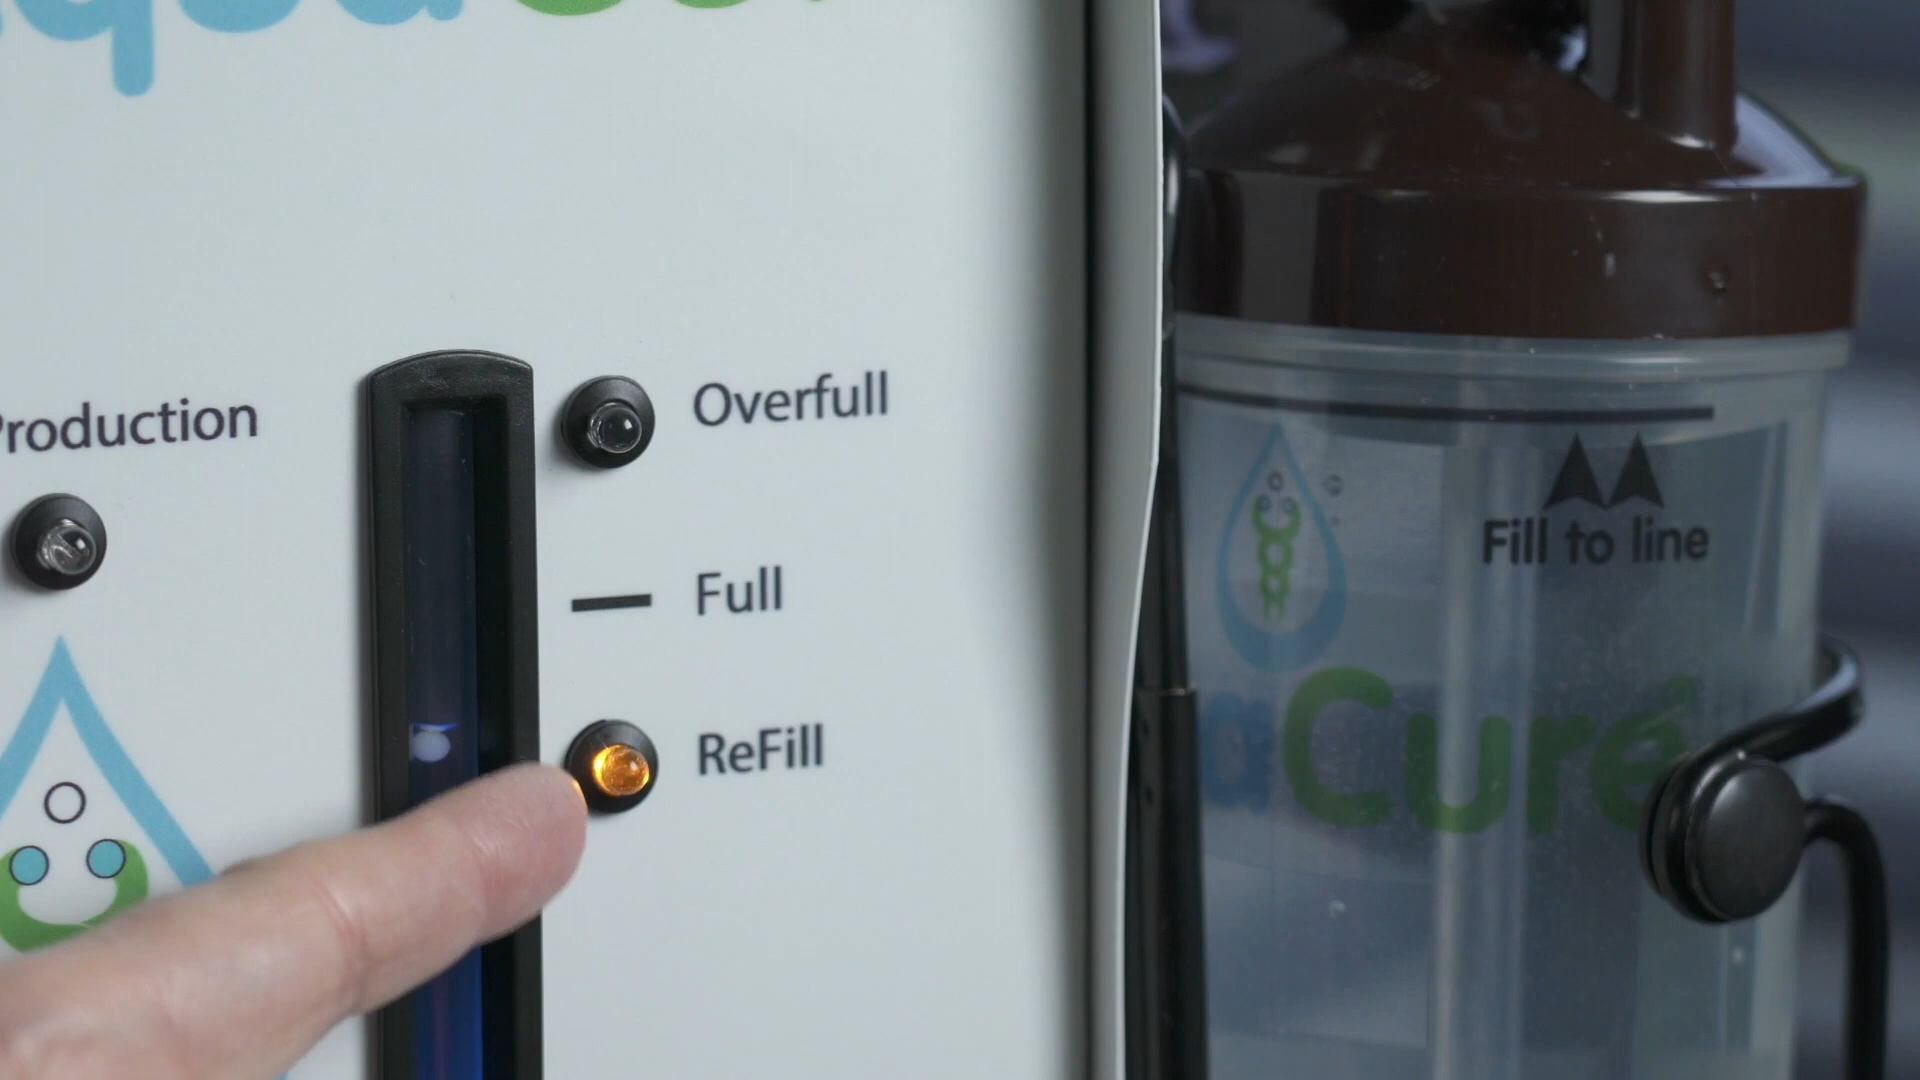 Production
Overfull
Full
ReFill
Fill to line
Cure